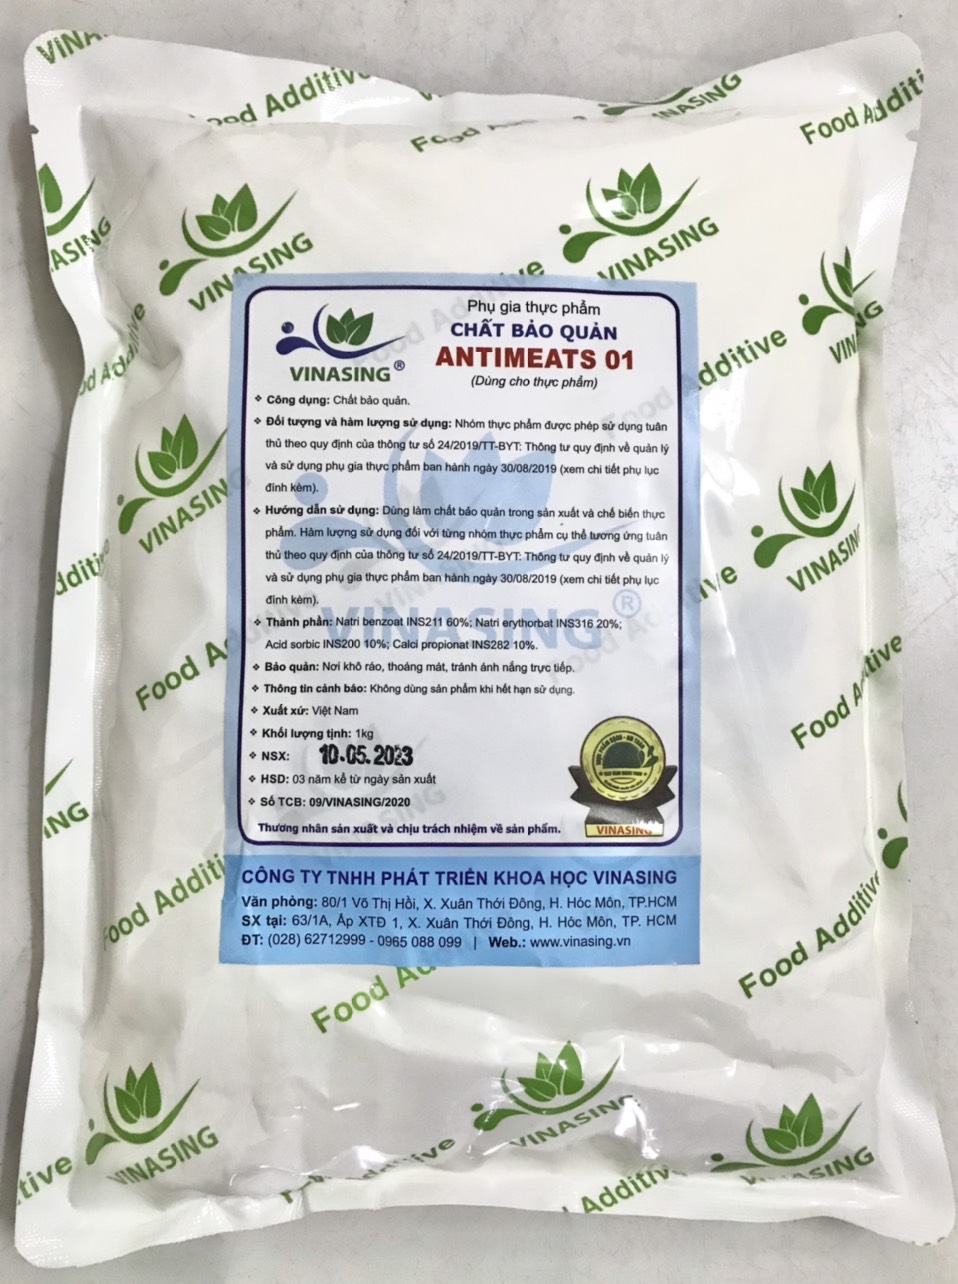 VINASING
Food Additive
VINASING®
Phụ gia thực phẩm
CHẤT BẢO QUẢN
ANTIMEATS 01
(Dùng cho thực phẩm)
❖ Công dụng: Chất bảo quản.
❖ Đối tượng và hàm lượng sử dụng: Nhóm thực phẩm được phép sử dụng tuân
thủ theo quy định của thông tư số 24/2019/TT-BYT: Thông tư quy định về quản lý
và sử dụng phụ gia thực phẩm ban hành ngày 30/08/2019 (xem chi tiết phụ lục
đính kèm).
❖ Hướng dẫn sử dụng: Dùng làm chất bảo quản trong sản xuất và chế biến thực
phẩm. Hàm lượng sử dụng đối với từng nhóm thực phẩm cụ thể tương ứng tuân
thủ theo quy định của thông tư số 24/2019/TT-BYT: Thông tư quy định về quản lý
và sử dụng phụ gia thực phẩm ban hành ngày 30/08/2019 (xem chi tiết phụ lục
đính kèm).
❖ Thành phần: Natri benzoat INS211 60%; Natri erythorbat INS316 20%;
Acid sorbic INS200 10%; Calci propionat INS282 10%.
❖ Bảo quản: Nơi khô ráo, thoáng mát, tránh ánh nắng trực tiếp.
❖ Thông tin cảnh báo: Không dùng sản phẩm khi hết hạn sử dụng.
❖ Xuất xứ: Việt Nam
❖ Khối lượng tịnh: 1kg
❖ NSX: 10.05.2023
❖ HSD: 03 năm kể từ ngày sản xuất
❖ Số TCB: 09/VINASING/2020
Thương nhân sản xuất và chịu trách nhiệm về sản phẩm.
VINASING
CÔNG TY TNHH PHÁT TRIỂN KHOA HỌC VINASING
Văn phòng: 80/1 Võ Thị Hồi, X. Xuân Thới Đông, H. Hóc Môn, TP.HCM
SX tại: 63/1A, Ấp XTĐ 1, X. Xuân Thới Đông, H. Hóc Môn, TP. HCM
ĐT: (028) 62712999 - 0965 088 099 | Web.: www.vinasing.vn